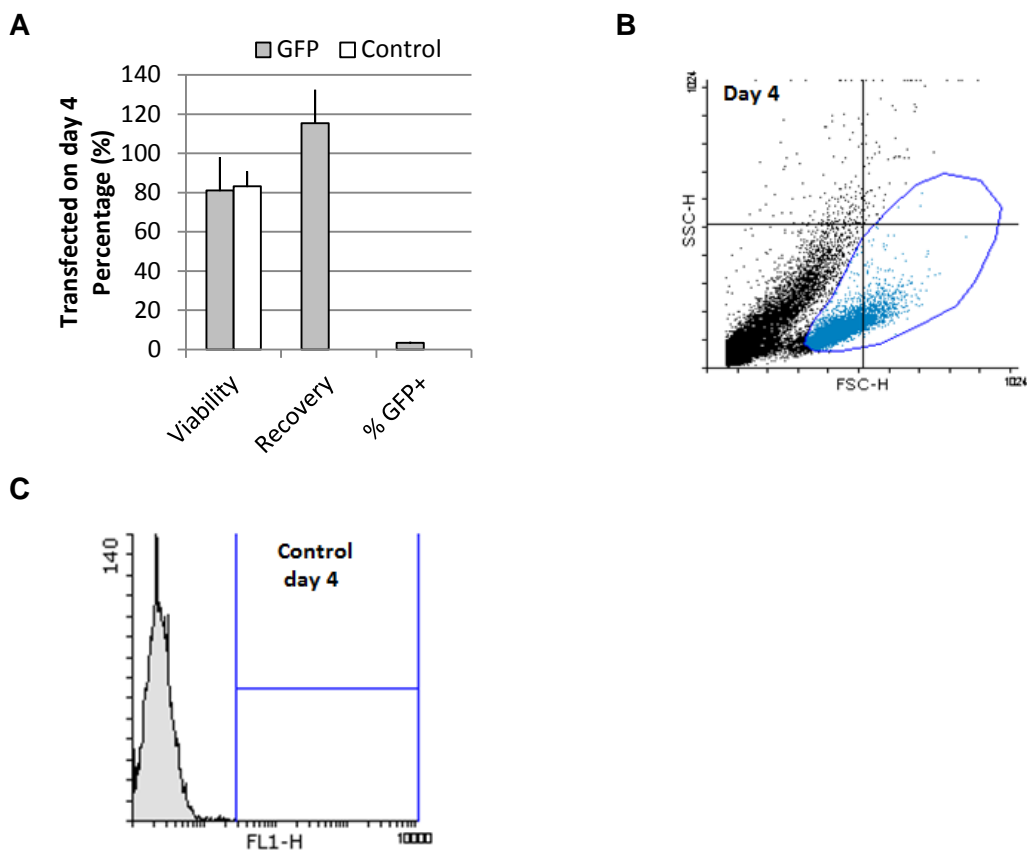 A
GFP Control
Transfected on day 4
Percentage (%)
140
120
100
80
60
40
20
0
Viability
Recovery
% GFP+
B
Day 4
1024
SSC-H
FSC-H
1024
C
Control
day 4
140
FL1-H